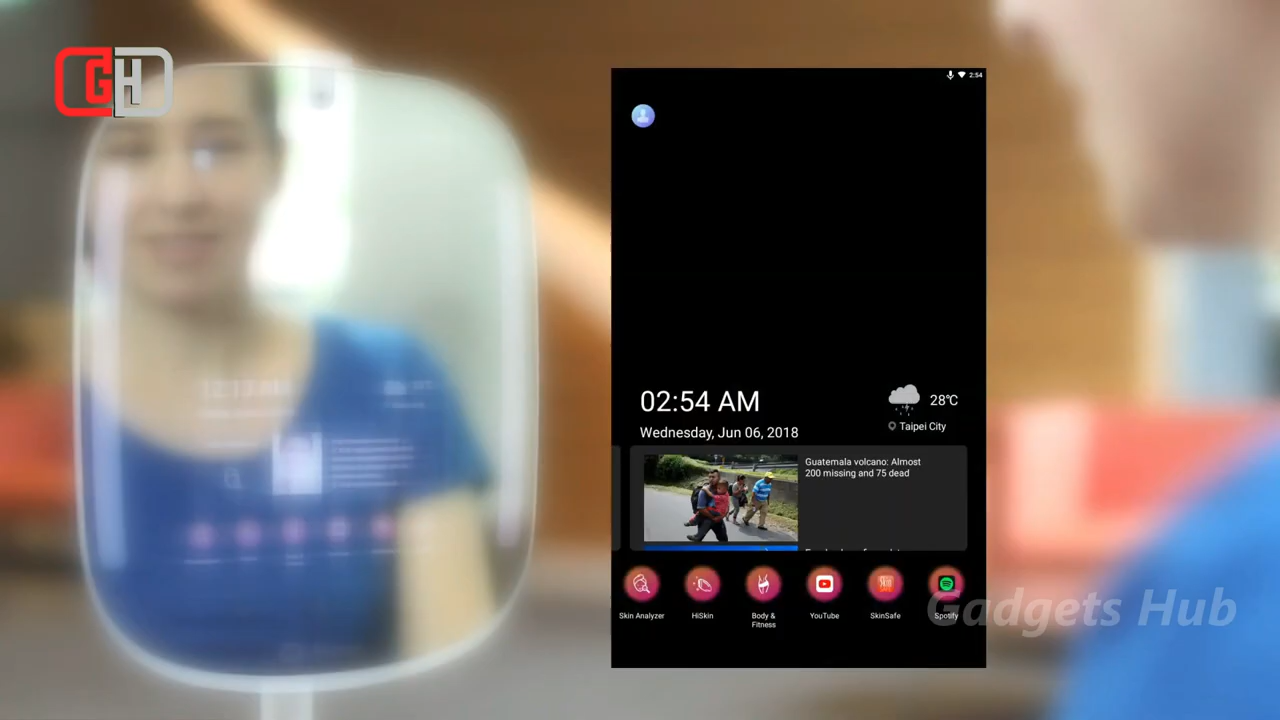 GH
2:54
02:54 AM
28℃
Wednesday, Jun 06, 2018
Taipei City
Guatemala volcano: Almost
200 missing and 75 dead
Skin Analyzer
HiSkin
Body &
Fitness
YouTube
SkinSafe
Spotify
Gadgets Hub